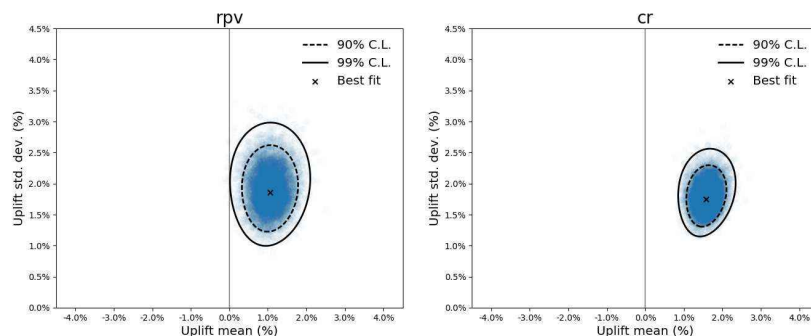 rpv
4.5%
4.0%
3.5%
3.0%
2.5%
2.0%
1.5%
1.0%
0.5%
0.0%
Uplift std. dev. (%)
90% C.L.
99% C.L.
Best fit
-4.0% -3.0% -2.0% -1.0% 0.0% 1.0% 2.0% 3.0% 4.0%
Uplift mean (%)
cr
4.5%
4.0%
3.5%
3.0%
2.5%
2.0%
1.5%
1.0%
0.5%
0.0%
Uplift std. dev. (%)
90% C.L.
99% C.L.
Best fit
-4.0% -3.0% -2.0% -1.0% 0.0% 1.0% 2.0% 3.0% 4.0%
Uplift mean (%)